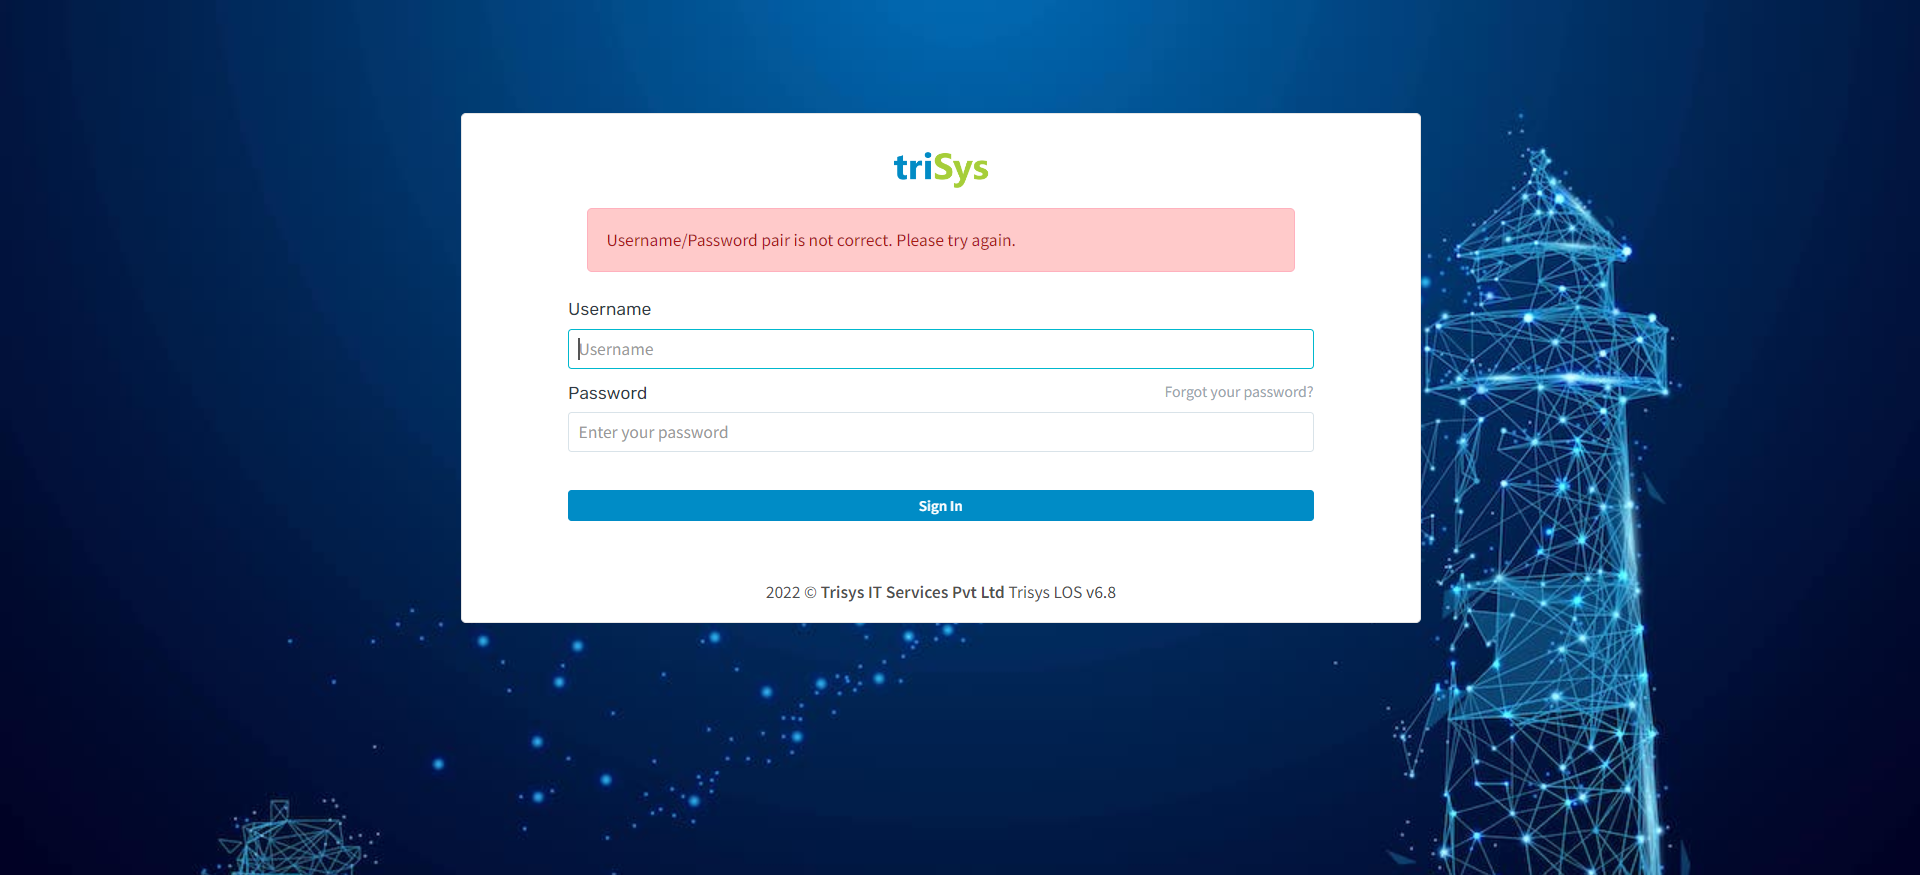 triSys
Username/Password pair is not correct. Please try again.
Username
Username
Password
Forgot your password?
Enter your password
Sign In
2022 © Trisys IT Services Pvt Ltd Trisys LOS v6.8